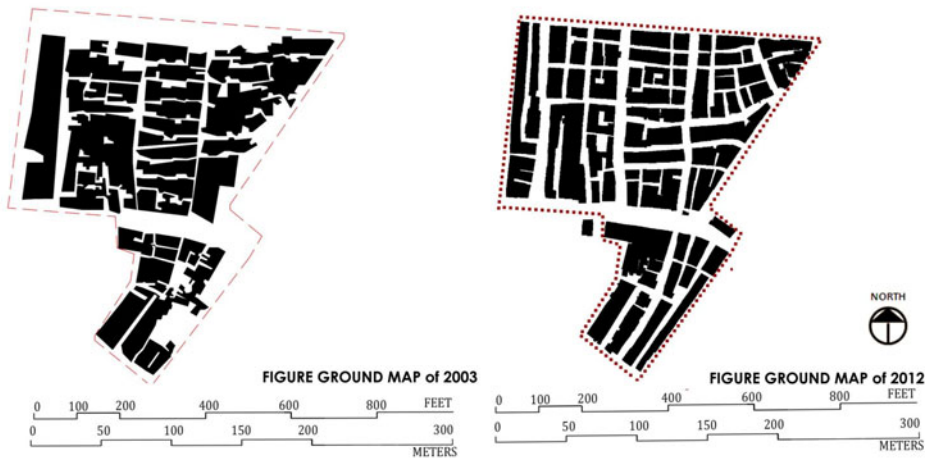 NORTH
FIGURE GROUND MAP of 2003
0 100 200 400 600 800 FEET
0 50 100 150 200 300
METERS
FIGURE GROUND MAP of 2012
0 100 200 400 600 800 FEET
0 50 100 150 200 300
METERS